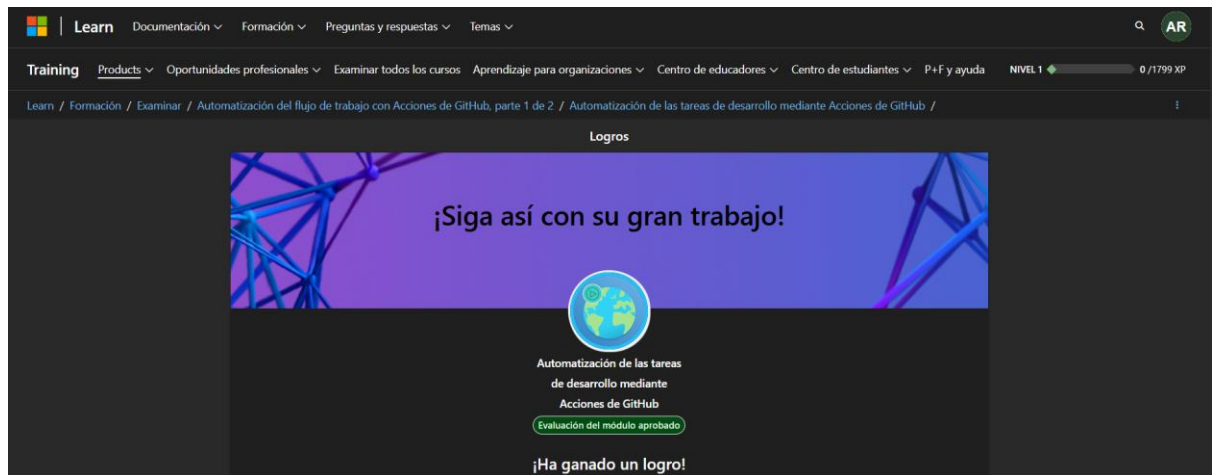 Learn Documentación Formación Preguntas y respuestas Temas AR
Training Products Oportunidades profesionales Examinar todos los cursos Aprendizaje para organizaciones Centro de educadores Centro de estudiantes P+F y ayuda NIVEL 1 0 /1799 XP
Learn / Formación / Examinar / Automatización del flujo de trabajo con Acciones de GitHub, parte 1 de 2 / Automatización de las tareas de desarrollo mediante Acciones de GitHub /
Logros
¡Siga así con su gran trabajo!
Automatización de las tareas
de desarrollo mediante
Acciones de GitHub
Evaluación del módulo aprobado
¡Ha ganado un logro!